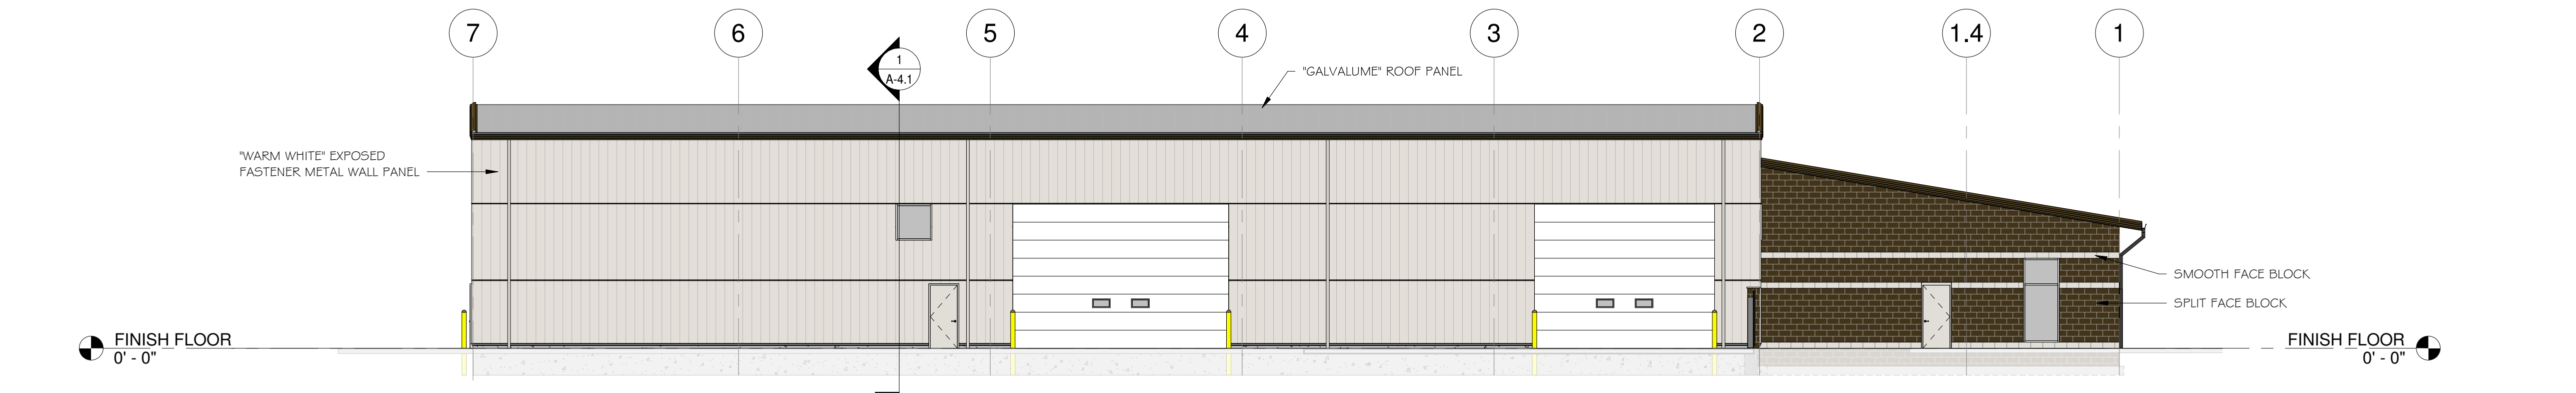 7
6
5
4
3
2
1.4
1
1
A-4.1
"GALVALUME" ROOF PANEL
"WARM WHITE" EXPOSED
FASTENER METAL WALL PANEL
SMOOTH FACE BLOCK
SPLIT FACE BLOCK
FINISH FLOOR
0' - 0"
FINISH FLOOR
0' - 0"